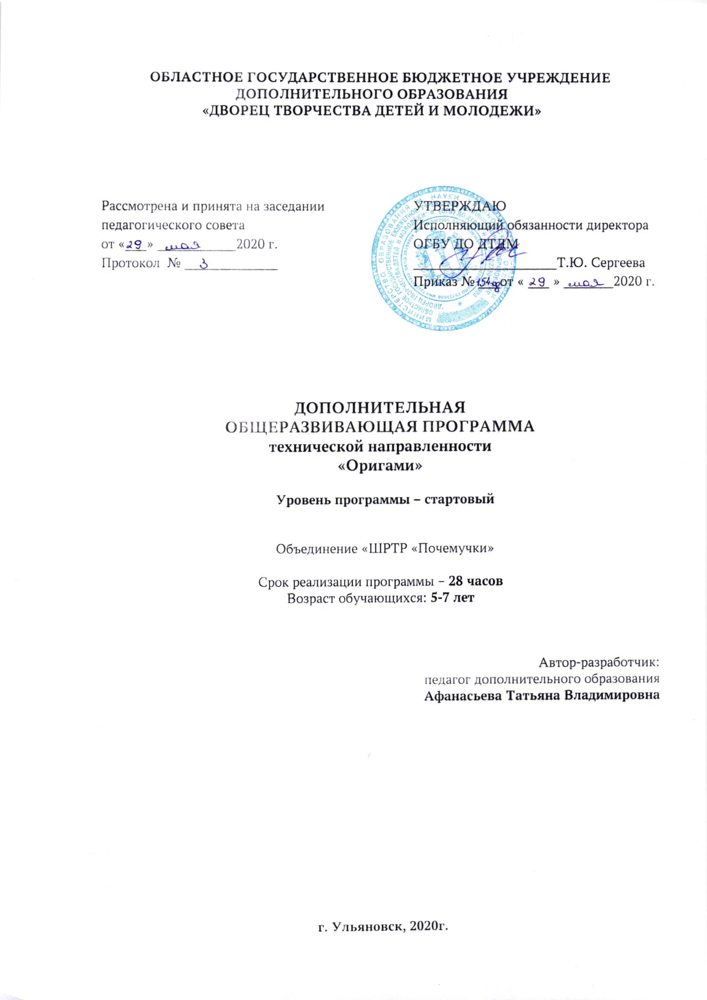 ОБЛАСТНОЕ ГОСУДАРСТВЕННОЕ БЮДЖЕТНОЕ УЧРЕЖДЕНИЕ
ДОПОЛНИТЕЛЬНОГО ОБРАЗОВАНИЯ
«ДВОРЕЦ ТВОРЧЕСТВА ДЕТЕЙ И МОЛОДЕЖИ»
Рассмотрена и принята на заседании
педагогического совета
от «29» мая 2020 г.
Протокол № 3
УТВЕРЖДАЮ
Исполняющий обязанности директора
ОГБУ ДО ДТДМ
Т.Ю. Сергеева
Приказ № от « 29 » мая 2020 г.
ДОПОЛНИТЕЛЬНАЯ
ОБЩЕРАЗВИВАЮЩАЯ ПРОГРАММА
технической направленности
«Оригами»
Уровень программы – стартовый
Объединение «ШРТР «Почемучки»
Срок реализации программы – 28 часов
Возраст обучающихся: 5-7 лет
Автор-разработчик:
педагог дополнительного образования
Афанасьева Татьяна Владимировна
г. Ульяновск, 2020г.